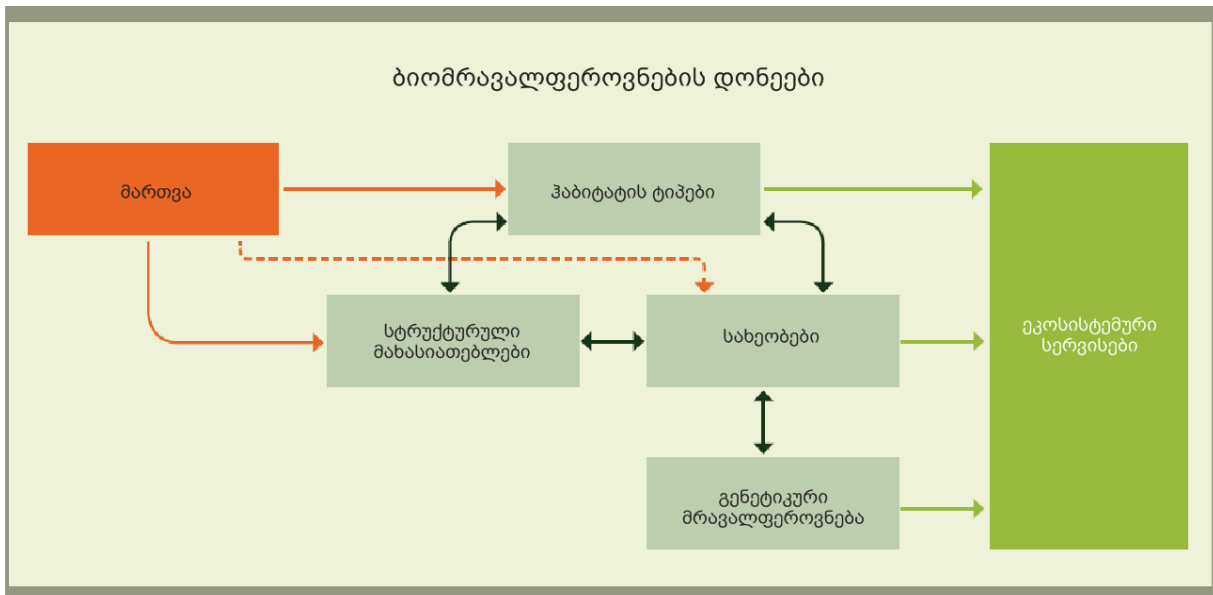 ბიომრავალფეროვნების დონეები
მართვა
ჰაბიტატის ტიპები
სტრუქტურული
მახასიათებლები
სახეობები
ეკოსისტემური
სერვისები
გენეტიკური
მრავალფეროვნება